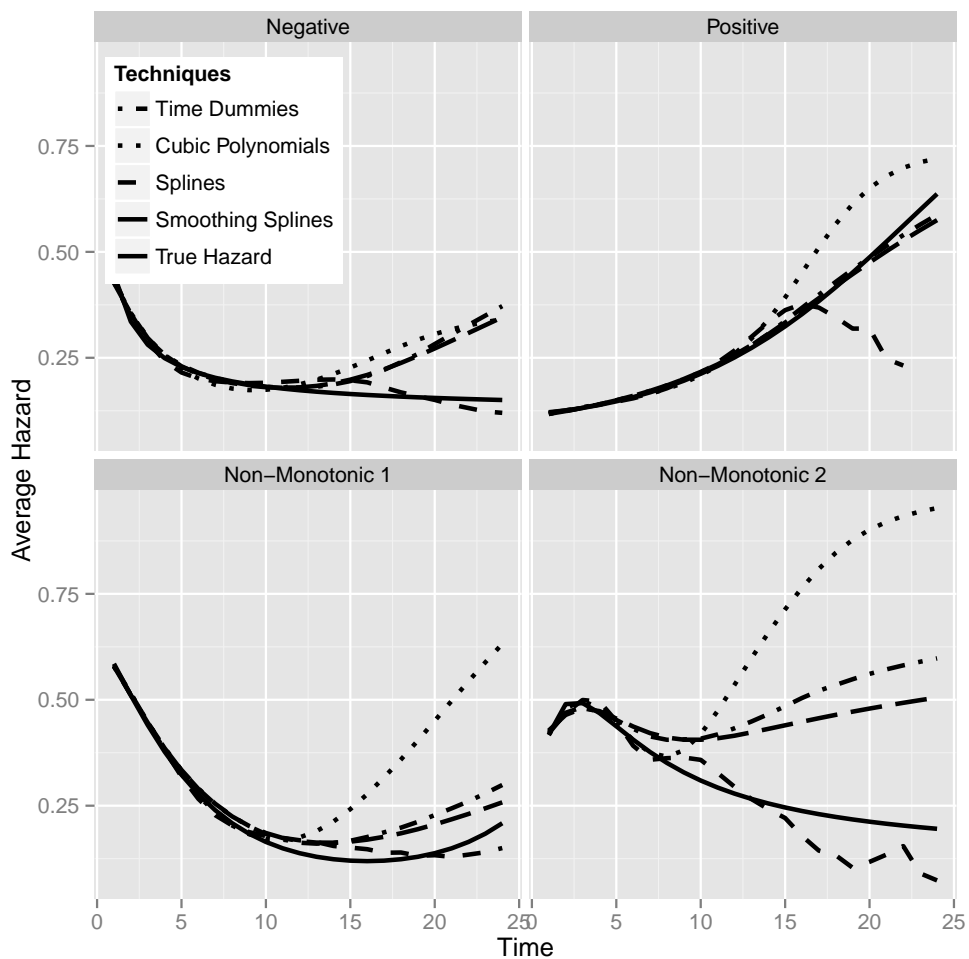 Negative
Positive
Techniques
Time Dummies
Cubic Polynomials
Splines
Smoothing Splines
True Hazard
0.75
0.50
0.25
Average Hazard
Non−Monotonic 1
Non−Monotonic 2
0.75
0.50
0.25
0 5 10 15 20 25
0 5 10 15 20 25
Time